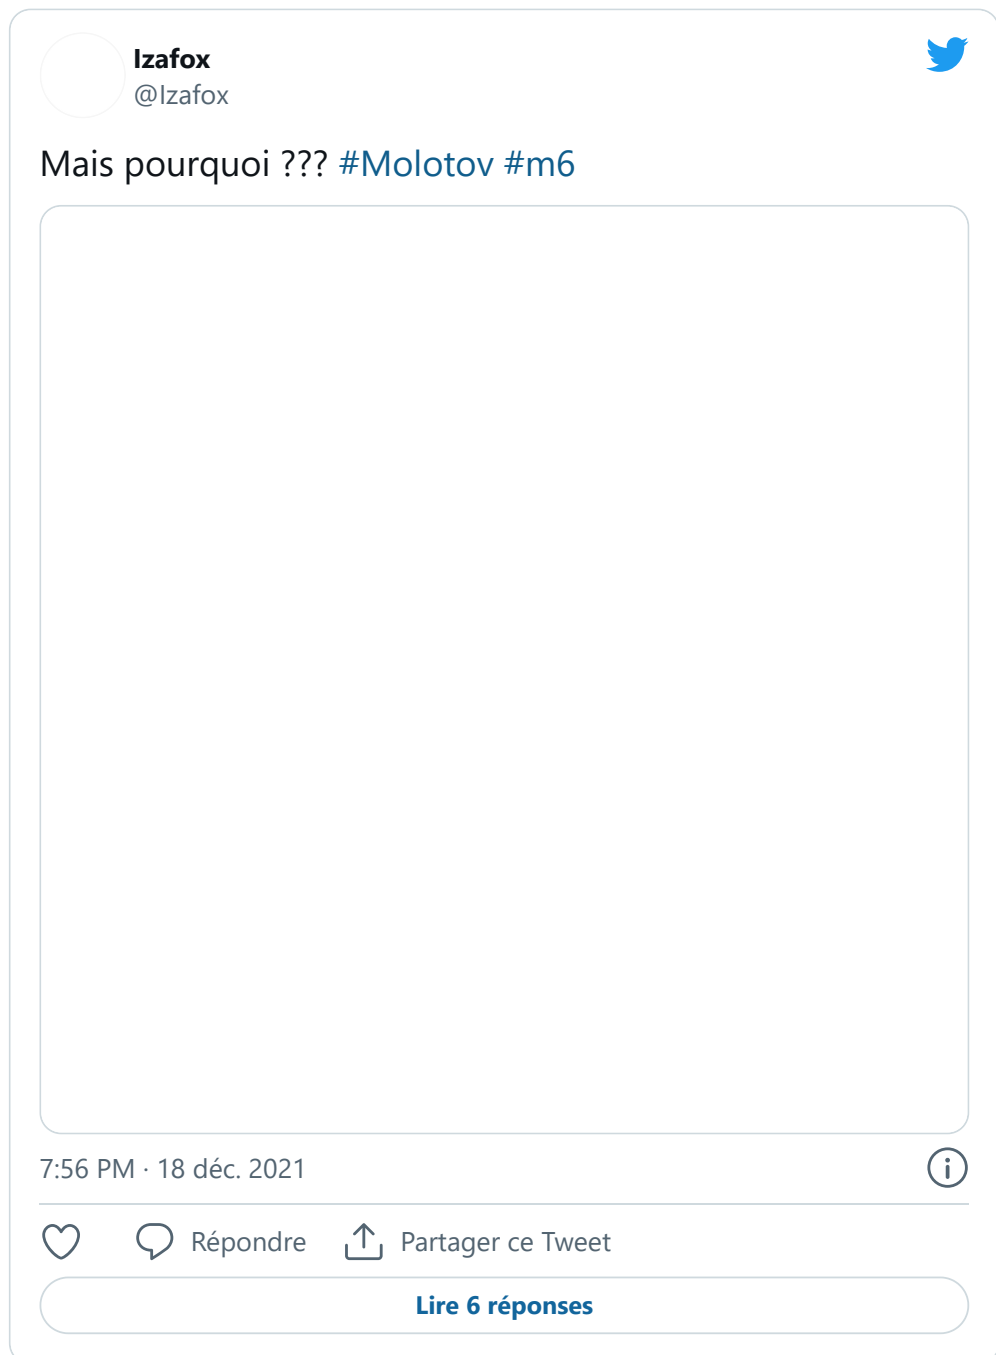 Izafox
@Izafox
Mais pourquoi ??? #Molotov #m6
7:56 PM · 18 déc. 2021
Répondre
Partager ce Tweet
Lire 6 réponses